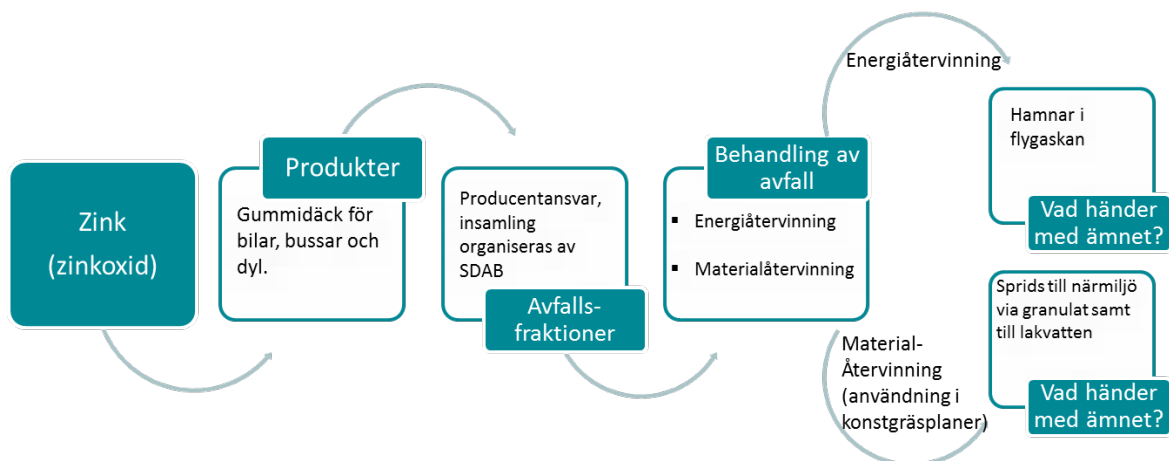 Zink
(zinkoxid)
Produkter
Gummidäck för
bilar, bussar och
dyl.
Producentansvar,
insamling
organiseras av
SDAB
Avfalls-
fraktioner
Behandling av
avfall
▪ Energiåtervinning
▪ Materialåtervinning
Energiåtervinning
Hamnar i
flygaskan
Vad händer
med ämnet?
Material-
Återvinning
(användning i
konstgräsplaner)
Sprids till närmiljö
via granulat samt
till lakvatten
Vad händer
med ämnet?